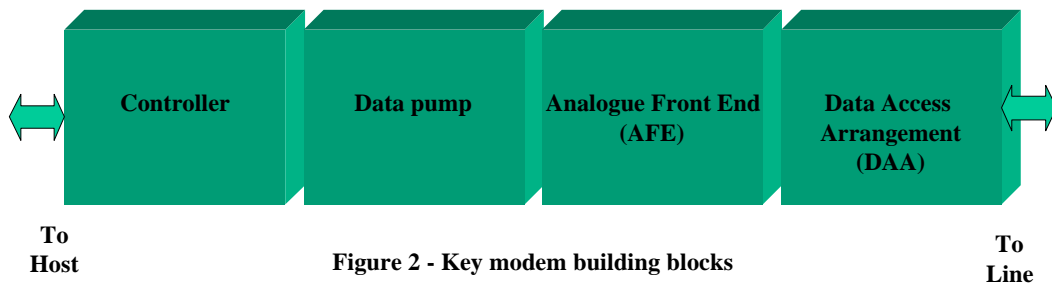 Controller
Data pump
Analogue Front End
(AFE)
Data Access
Arrangement
(DAA)
To
Host
Figure 2 - Key modem building blocks
To
Line